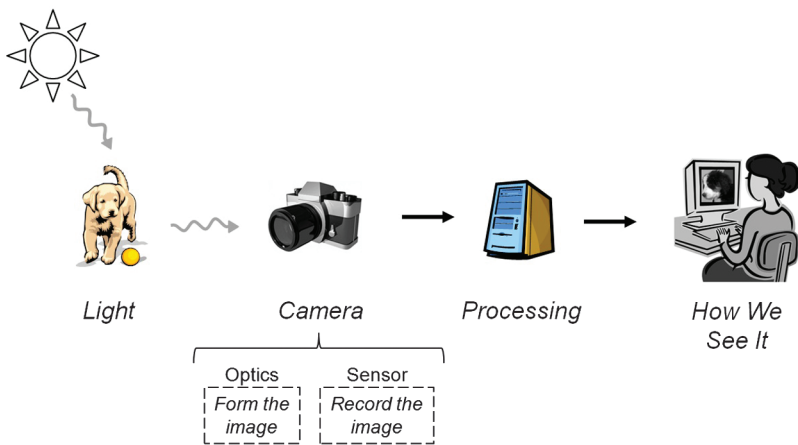 Light
Camera
Processing
How We
See It
Optics
Sensor
Form the
image
Record the
image